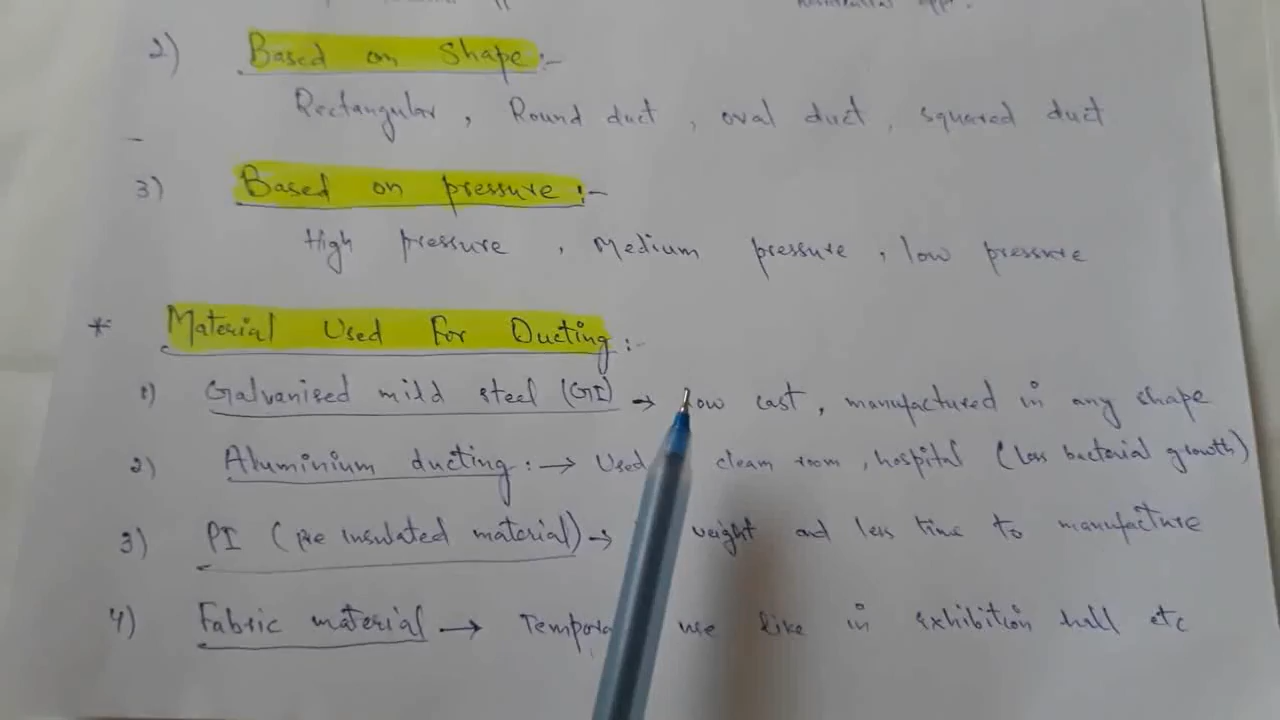 2) Based on Shape :-
Rectangular , Round duct , oval duct , squared duct
3) Based on pressure :-
High pressure , Medium pressure , low pressure
* Material Used For Ducting :-
1) Galvanised mild steel (GI) → low cast , manufactured in any shape
2) Aluminium ducting :→ Used clean room , hospital (less bacterial growth)
3) PI (pre insulated material) → weight and less time to manufacture
4) Fabric material → use like in exhibition hall etc